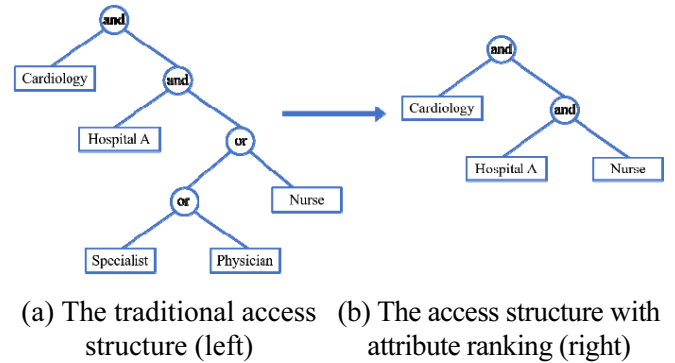 and
Cardiology
and
Hospital A
or
or
Nurse
Specialist
Physician
and
Cardiology
and
Hospital A
Nurse
(a) The traditional access
structure (left)
(b) The access structure with
attribute ranking (right)